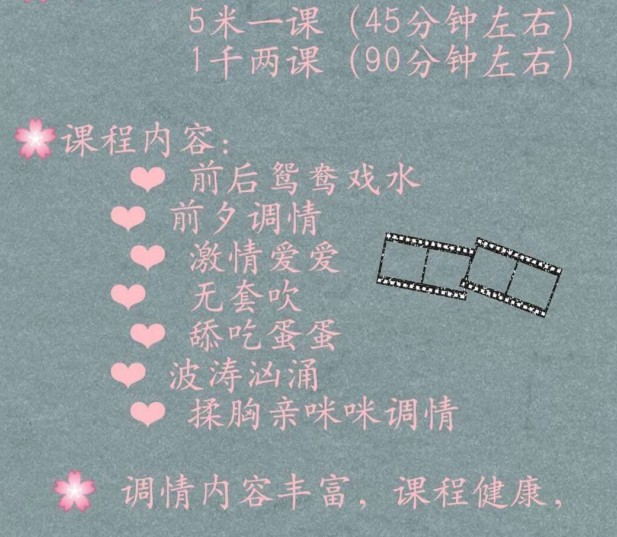 5米一课（45分钟左右）
1千两课（90分钟左右）
课程内容：
前后鸳鸯戏水
前夕调情
激情爱爱
无套吹
舔吃蛋蛋
波涛汹涌
揉胸亲咪咪调情
调情内容丰富，课程健康，